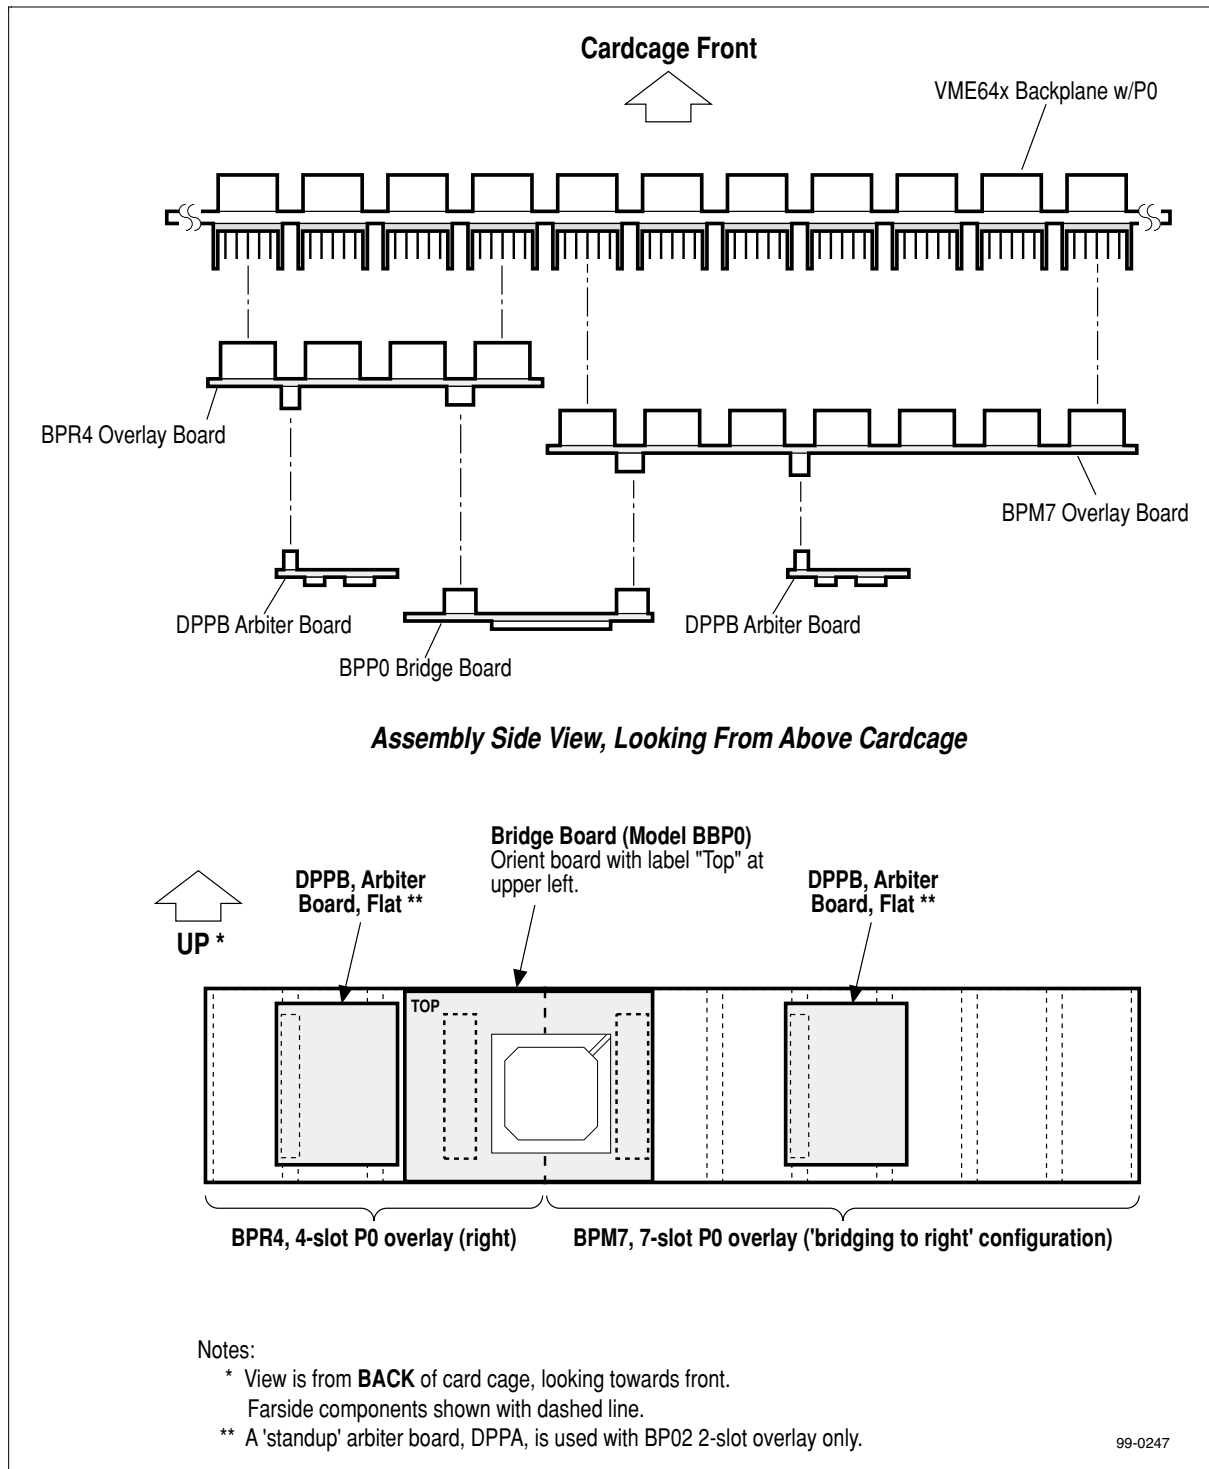 Cardcage Front
VME64x Backplane w/P0
BPR4 Overlay Board
BPM7 Overlay Board
DPPB Arbiter Board
DPPB Arbiter Board
BPP0 Bridge Board
Assembly Side View, Looking From Above Cardcage
Bridge Board (Model BBP0)
Orient board with label "Top" at
upper left.
DPPB, Arbiter
Board, Flat **
DPPB, Arbiter
Board, Flat **
UP *
TOP
BPR4, 4-slot P0 overlay (right)
BPM7, 7-slot P0 overlay ('bridging to right' configuration)
Notes:
* View is from BACK of card cage, looking towards front.
Farside components shown with dashed line.
** A 'standup' arbiter board, DPPA, is used with BP02 2-slot overlay only.
99-0247